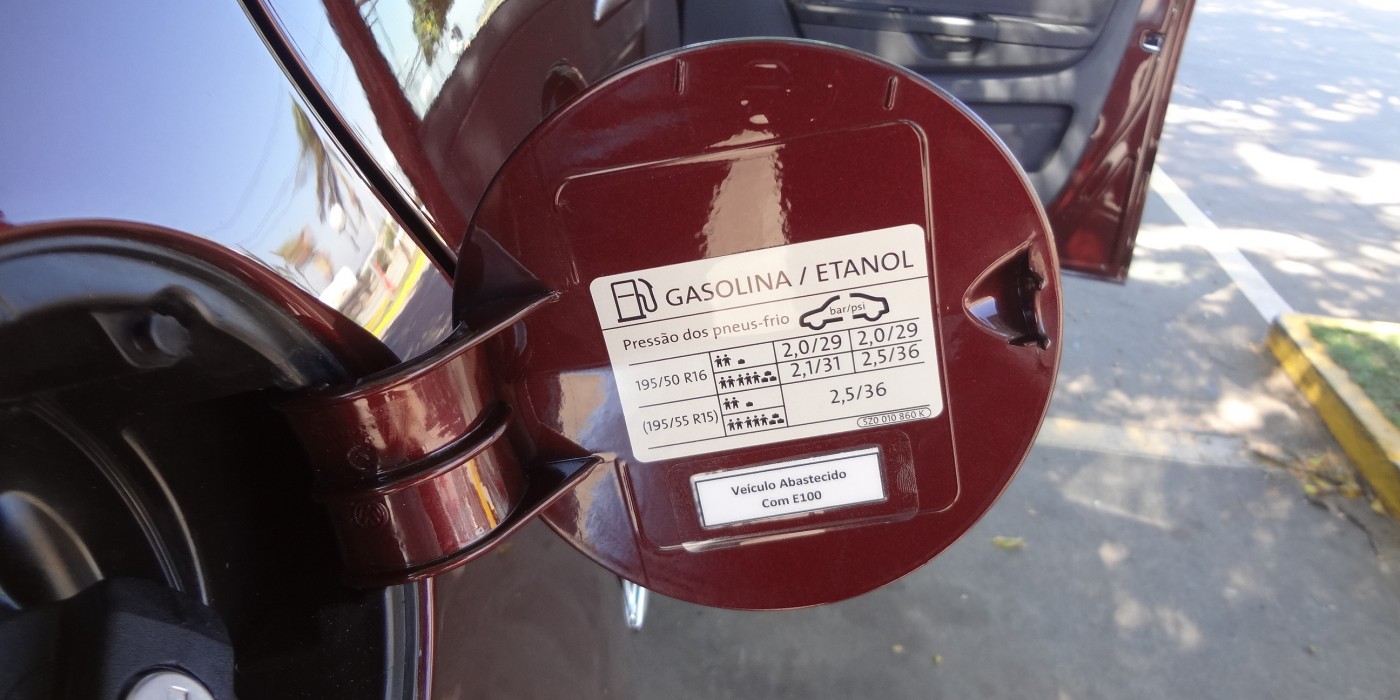 GASOLINA / ETANOL
Pressão dos pneus-frio bar/psi
195/50 R16 2,0/29 2,0/29
2,1/31 2,5/36
(195/55 R15) 2,5/36
5Z0 010 860 K
Veículo Abastecido
Com E100